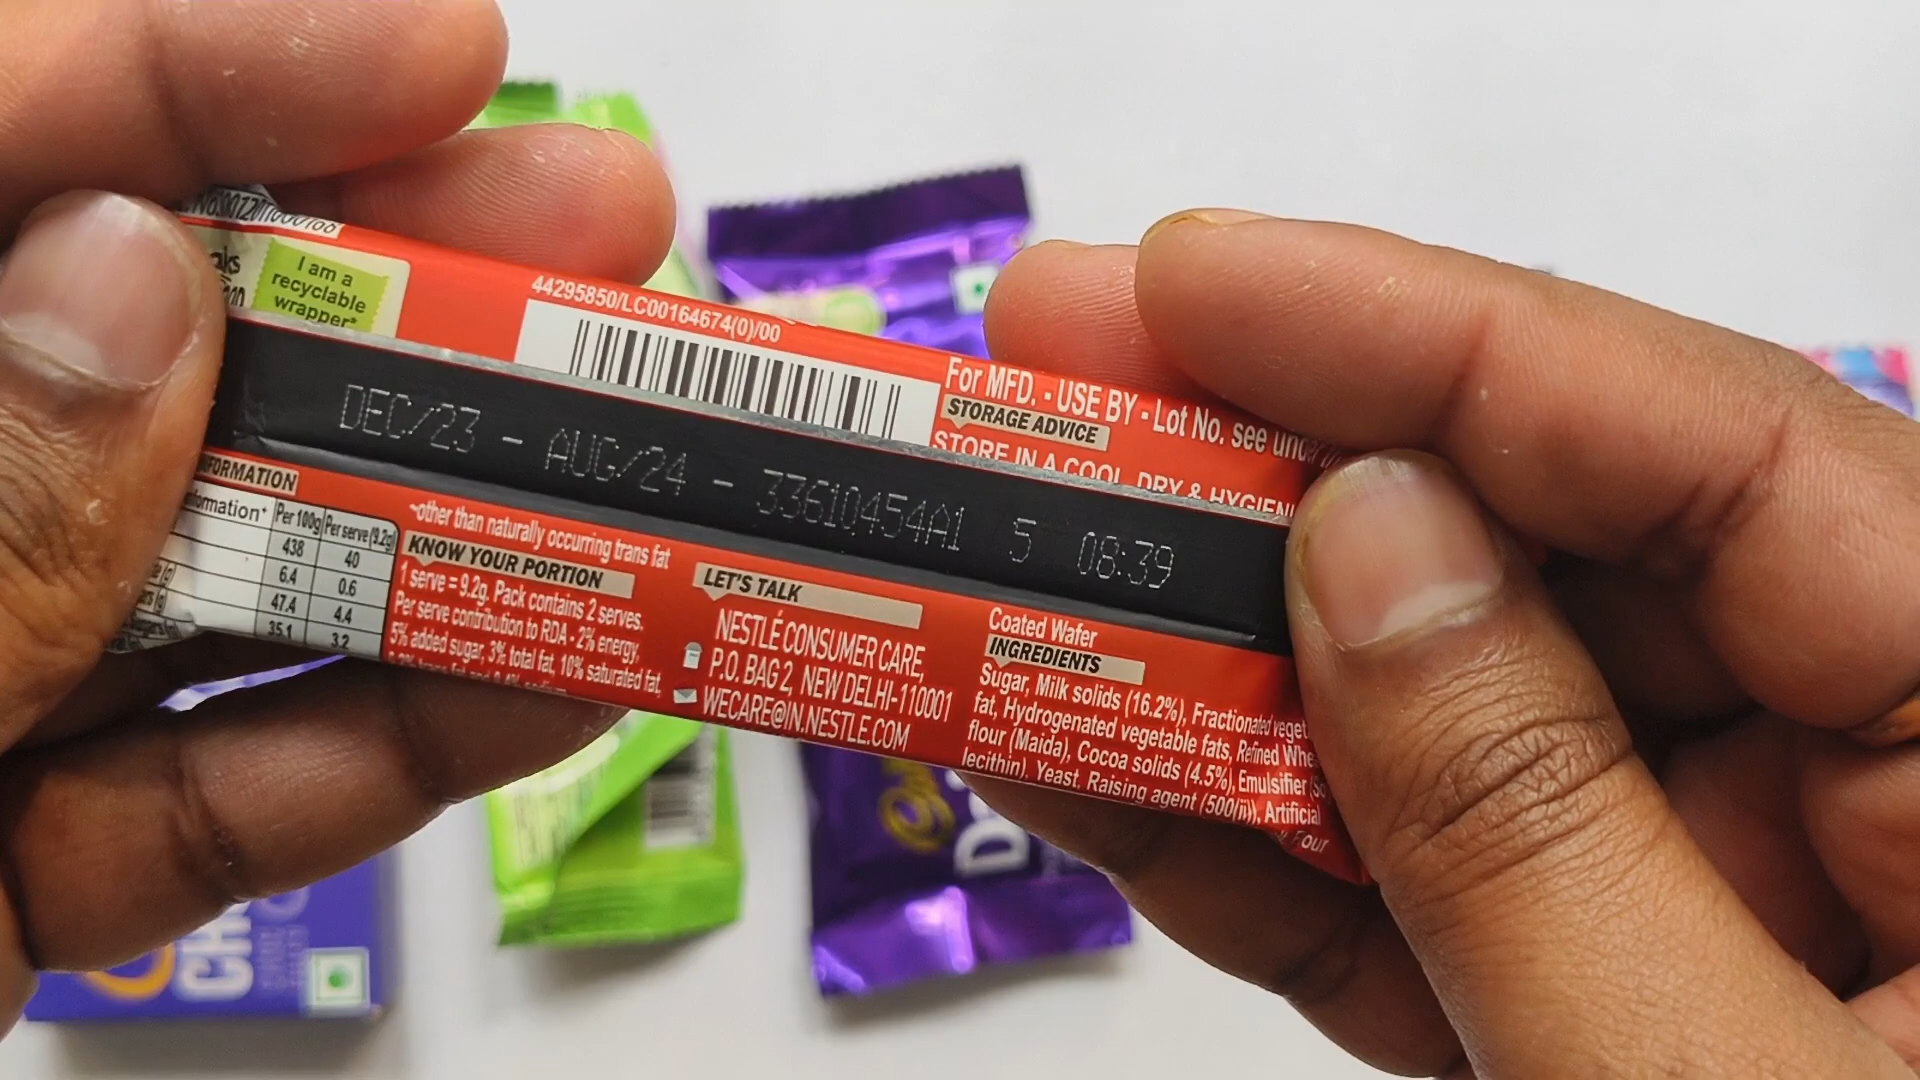 I am a
recyclable
wrapper*
44295850/LC00164674(0)/00
For MFD. - USE BY - Lot No. see under
STORAGE ADVICE
STORE IN A COOL, DRY & HYGIENI
DEC/23 - AUG/24 - 33610454A1 5 08:39
Per 100g Per serve (9.2g)
438 40
6.4 0.6
47.4 4.4
35.1 3.2
~other than naturally occurring trans fat
KNOW YOUR PORTION
1 serve = 9.2g. Pack contains 2 serves.
Per serve contribution to RDA - 2% energy,
5% added sugar, 3% total fat, 10% saturated fat,
LET'S TALK
NESTLÉ CONSUMER CARE,
P.O. BAG 2, NEW DELHI-110001
WECARE@IN.NESTLE.COM
Coated Wafer
INGREDIENTS
Sugar, Milk solids (16.2%), Fractionated veget
fat, Hydrogenated vegetable fats, Refined Whe
flour (Maida), Cocoa solids (4.5%), Emulsifier
lecithin), Yeast, Raising agent (500(ii)), Artificial